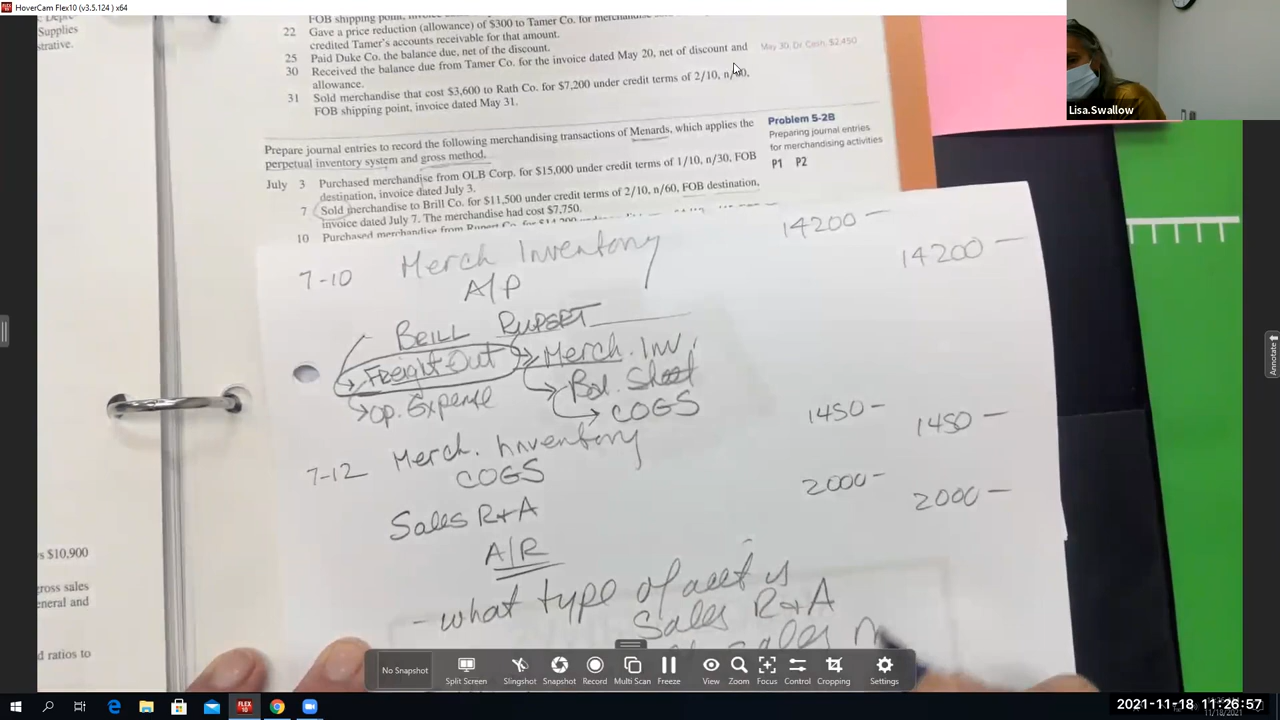 HoverCam Flex10 (v3.5.124) x64
Supplies
strative.
FOB shipping point, invoice
22 Gave a price reduction (allowance) of $300 to Tamer Co. for
credited Tamer's accounts receivable for that amount.
25 Paid Duke Co. the balance due, net of the discount.
30 Received the balance due from Tamer Co. for the invoice dated May 20, net of discount and
allowance.
May 30, Dr. Cash, $2,450
31 Sold merchandise that cost $3,600 to Rath Co. for $7,200 under credit terms of 2/10,
FOB shipping point, invoice dated May 31.
Prepare journal entries to record the following merchandising transactions of Menards, which applies the
perpetual inventory system and gross method.
Problem 5-2B
Preparing journal entries
for merchandising activities
P1 P2
July 3 Purchased merchandise from OLB Corp. for $15,000 under credit terms of 1/10, n/30, FOB
destination, invoice dated July 3.
7 Sold merchandise to Brill Co. for $11,500 under credit terms of 2/10, n/60, FOB destination,
invoice dated July 7. The merchandise had cost $7,750.
10 Purchased merchandise from Rupert Co. for $14,200
7-10 Merch Inventory 14200 —
A/P 14200 —
BRILL RUPERT
Freight Out Merch. Inv.
Op. Expense Bal. Sheet
COGS
7-12 Merch. Inventory 1450 —
COGS 1450 —
Sales R+A 2000 —
A/R 2000 —
- what type of acct is
Sales R+A
sales
s $10,900
gross sales
eneral and
d ratios to
Lisa.Swallow
Annotate
No Snapshot
Split Screen
Slingshot
Snapshot
Record
Multi Scan
Freeze
View
Zoom
Focus
Control
Cropping
Settings
FLEX 10
2021-11-18 11:26:57
11/18/2021